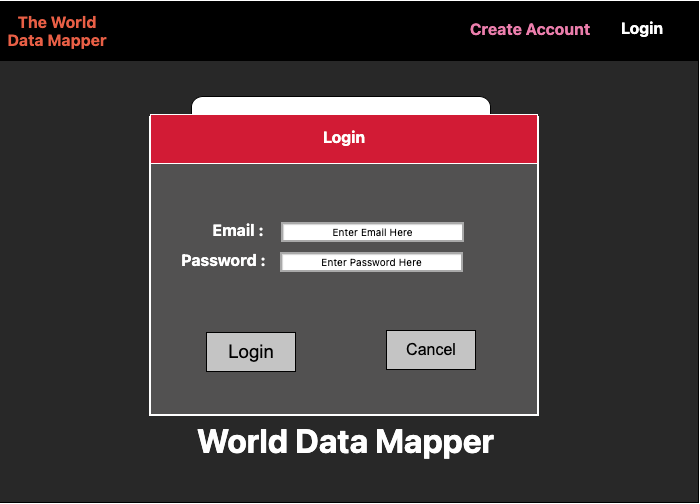 The World
Data Mapper
Create Account
Login
Login
Email :
Enter Email Here
Password :
Enter Password Here
Login
Cancel
World Data Mapper